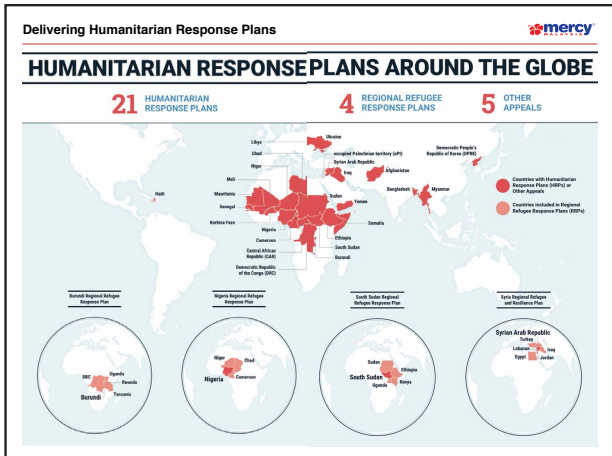 Delivering Humanitarian Response Plans
mercy
MALAYSIA
HUMANITARIAN RESPONSE PLANS AROUND THE GLOBE
21 HUMANITARIAN
RESPONSE PLANS
4 REGIONAL REFUGEE
RESPONSE PLANS
5 OTHER
APPEALS
Ukraine
Libya
Chad
Niger
Mali
Mauritania
Senegal
Burkina Faso
Nigeria
Cameroon
Central African
Republic (CAR)
Democratic Republic
of the Congo (DRC)
Haiti
occupied Palestinian territory (oPt)
Syrian Arab Republic
Iraq
Afghanistan
Democratic People's
Republic of Korea (DPRK)
Bangladesh
Myanmar
Sudan
Yemen
Somalia
Ethiopia
South Sudan
Burundi
Countries with Humanitarian
Response Plans (HRPs) or
Other Appeals
Countries included in Regional
Refugee Response Plans (RRPs)
Burundi Regional Refugee
Response Plan
DRC
Uganda
Rwanda
Tanzania
Burundi
Nigeria Regional Refugee
Response Plan
Niger
Chad
Nigeria
Cameroon
South Sudan Regional
Refugee Response Plan
Sudan
Ethiopia
South Sudan
Uganda
Kenya
Syria Regional Refugee
and Resilience Plan
Syrian Arab Republic
Turkey
Lebanon
Iraq
Egypt
Jordan